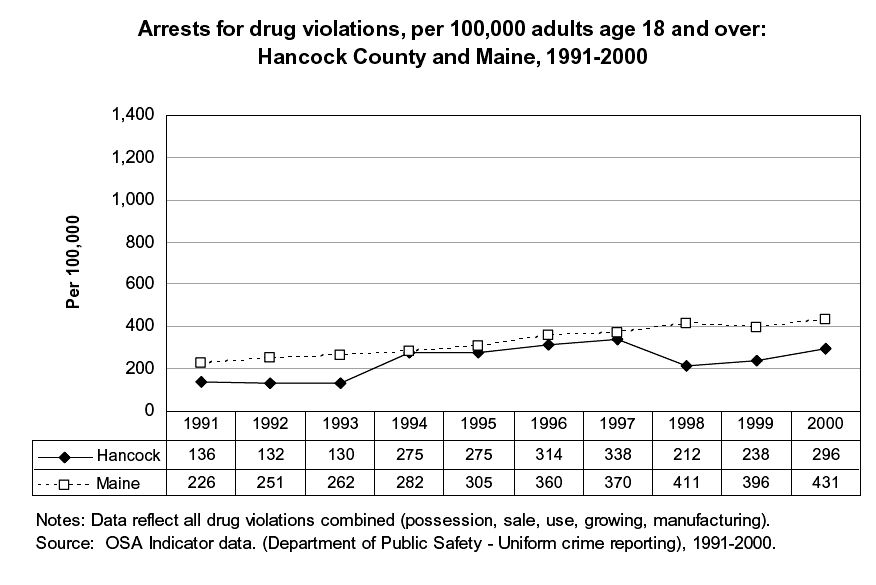 Arrests for drug violations, per 100,000 adults age 18 and over:
Hancock County and Maine, 1991-2000
1,400
1,200
1,000
800
600
400
200
0
Per 100,000
1991 1992 1993 1994 1995 1996 1997 1998 1999 2000
Hancock 136 132 130 275 275 314 338 212 238 296
Maine 226 251 262 282 305 360 370 411 396 431
Notes: Data reflect all drug violations combined (possession, sale, use, growing, manufacturing).
Source: OSA Indicator data. (Department of Public Safety - Uniform crime reporting), 1991-2000.